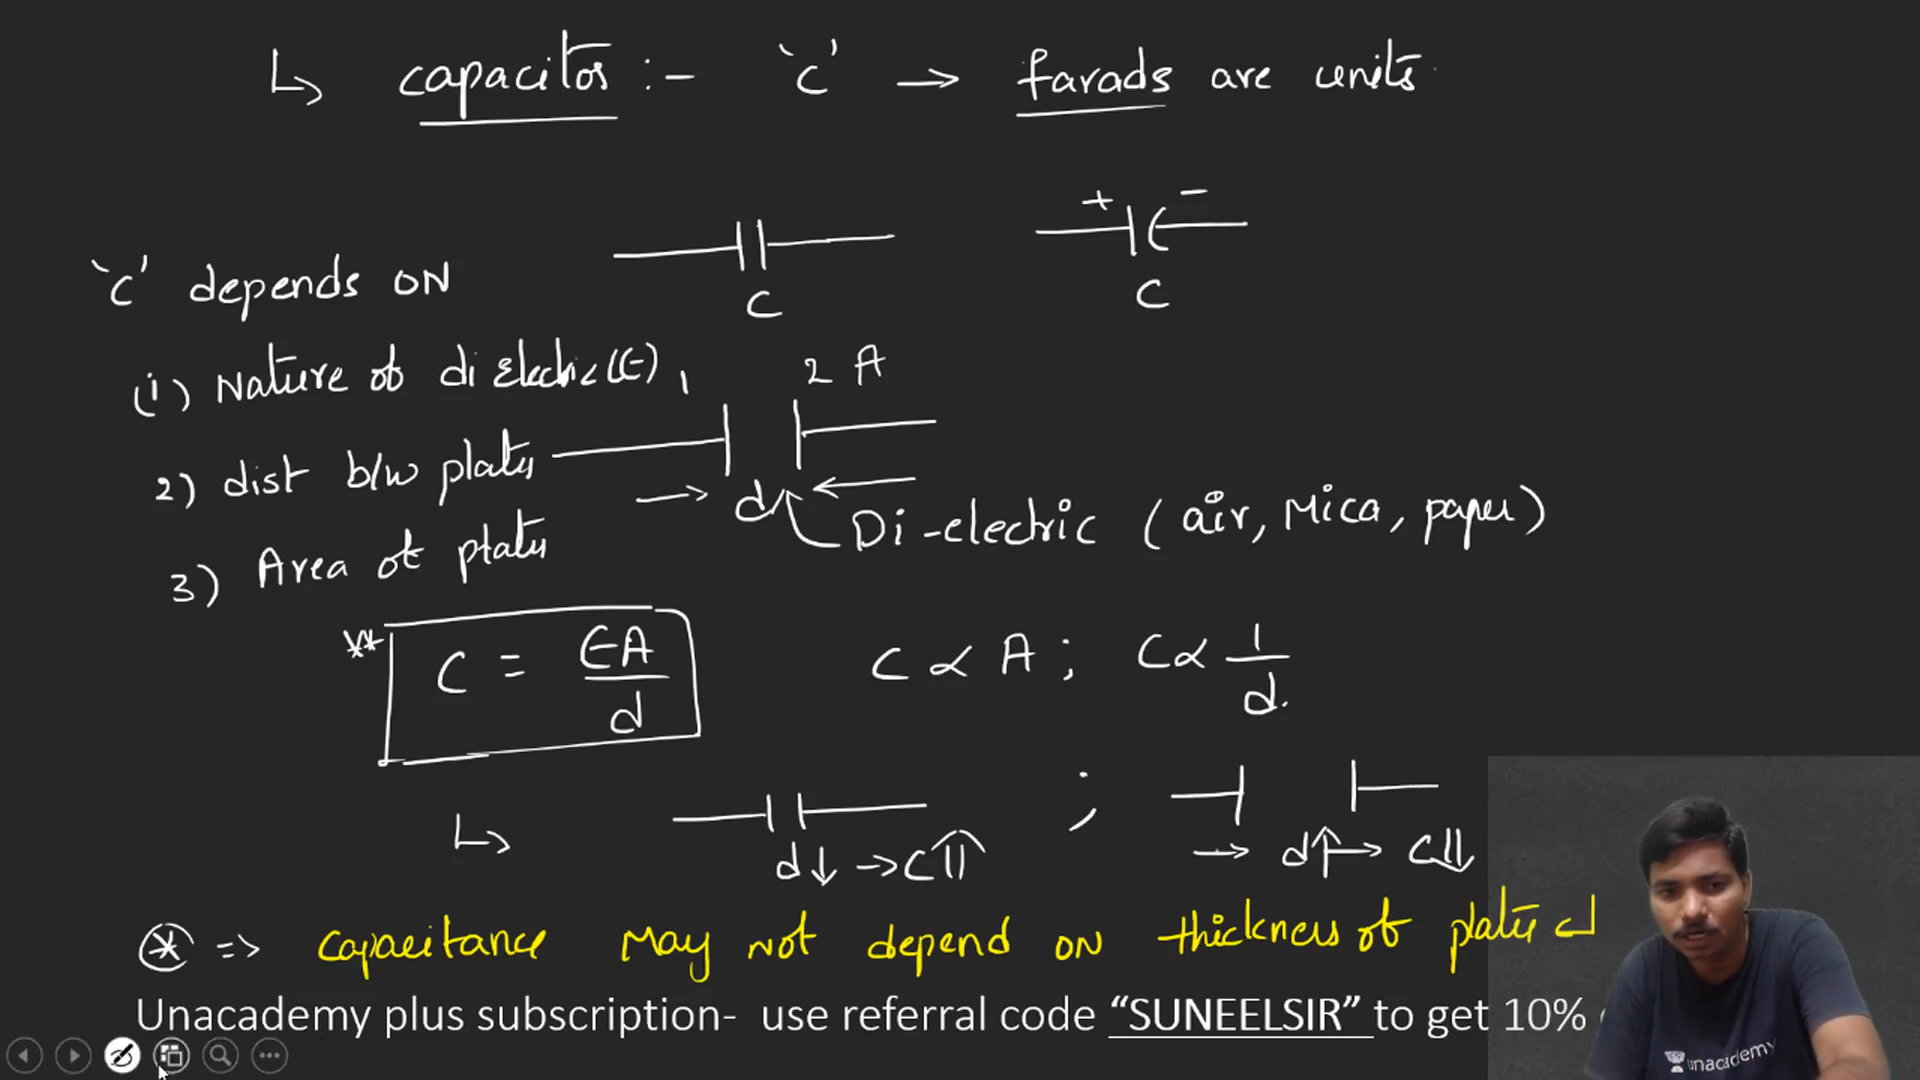 ↳ capacitor :- 'c' → farads are units
+ -
'c' depends ON
C C
(i) Nature of di Electric (ϵ) 1 2 A
2) dist b/w plates
→ d ←
Di-electric (air, Mica, paper)
3) Area of plates
** C = ϵA/d C ∝ A ; C ∝ 1/d.
↳ d↓ → C⇑ ; → d↑ → C⇓
* => capacitance May not depend on thickness of plates
Unacademy plus subscription- use referral code “SUNEELSIR” to get 10%
unacademy